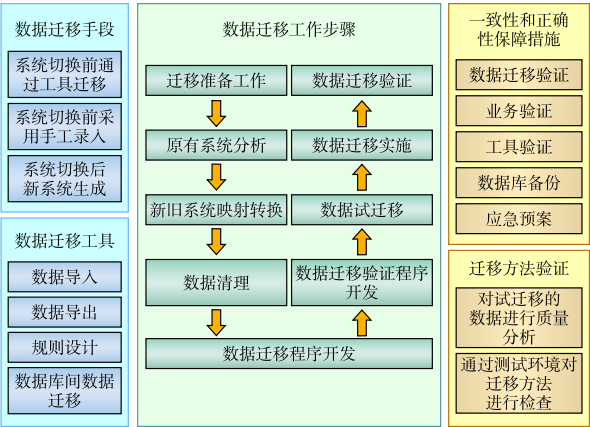 数据迁移手段
系统切换前通
过工具迁移
系统切换前采
用手工录入
系统切换后
新系统生成
数据迁移工具
数据导入
数据导出
规则设计
数据库间数据
迁移
数据迁移工作步骤
迁移准备工作
原有系统分析
新旧系统映射转换
数据清理
数据迁移程序开发
数据迁移验证程序
开发
数据试迁移
数据迁移实施
数据迁移验证
一致性和正确
性保障措施
数据迁移验证
业务验证
工具验证
数据库备份
应急预案
迁移方法验证
对试迁移的
数据进行质量
分析
通过测试环境对
迁移方法
进行检查